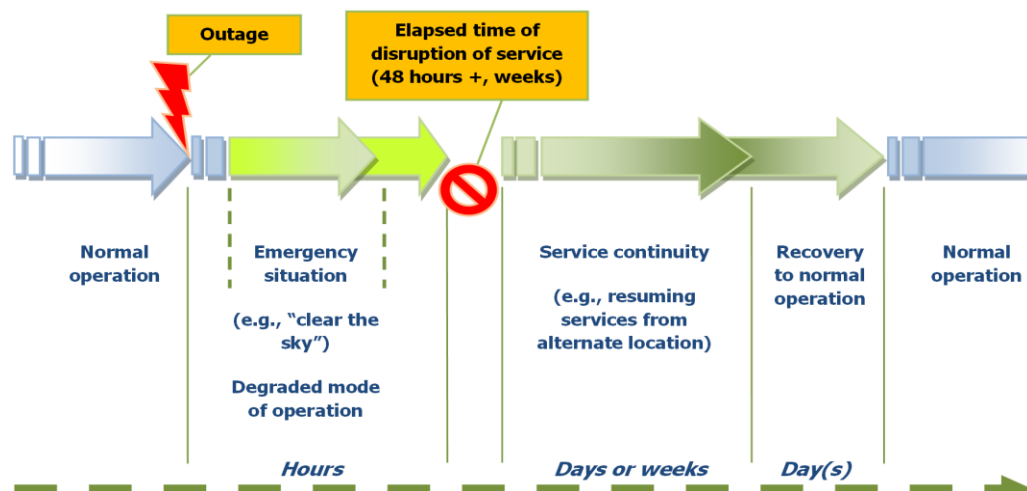 Outage
Elapsed time of
disruption of service
(48 hours +, weeks)
Normal
operation
Emergency
situation
(e.g., “clear the
sky”)
Degraded mode
of operation
Service continuity
(e.g., resuming
services from
alternate location)
Recovery
to normal
operation
Normal
operation
Hours
Days or weeks
Day(s)